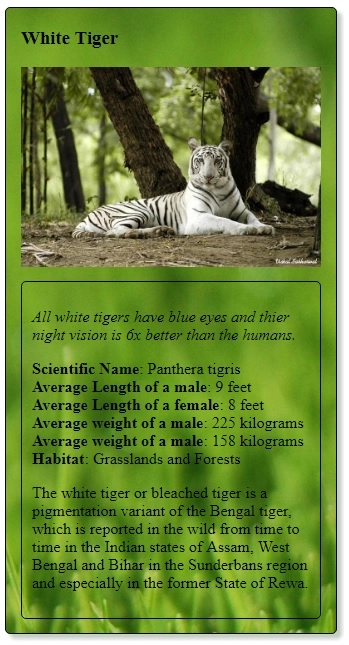 White Tiger
Vishal Sabharwal
All white tigers have blue eyes and thier
night vision is 6x better than the humans.
Scientific Name: Panthera tigris
Average Length of a male: 9 feet
Average Length of a female: 8 feet
Average weight of a male: 225 kilograms
Average weight of a male: 158 kilograms
Habitat: Grasslands and Forests
The white tiger or bleached tiger is a
pigmentation variant of the Bengal tiger,
which is reported in the wild from time to
time in the Indian states of Assam, West
Bengal and Bihar in the Sunderbans region
and especially in the former State of Rewa.